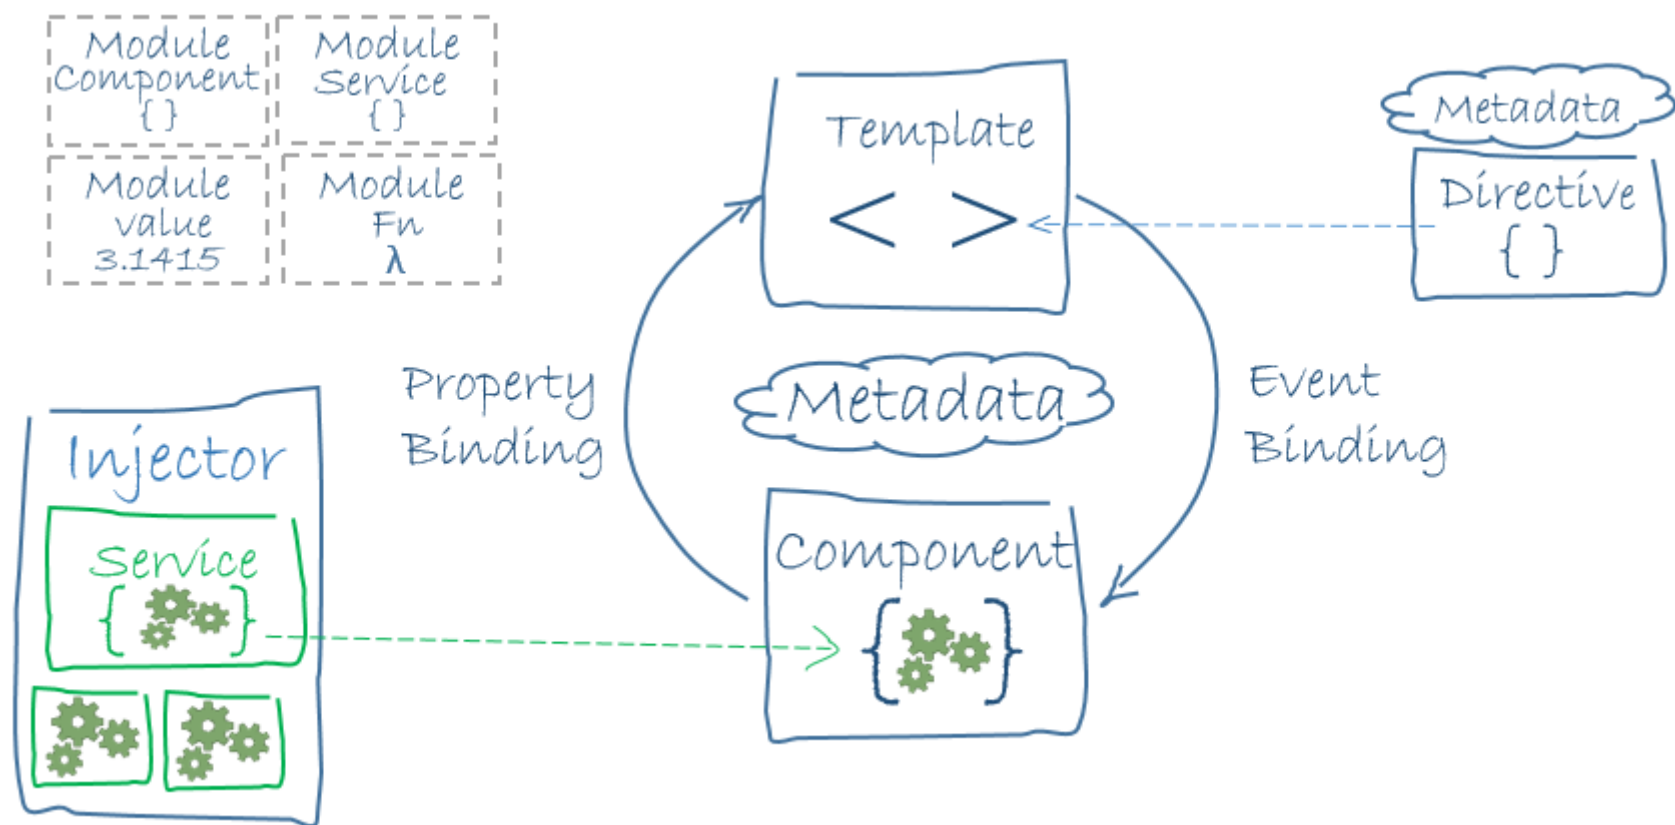 Module
Component
{ }
Module
Service
{ }
Module
value
3.1415
Module
Fn
λ
Template
< >
Metadata
Directive
{ }
Property
Binding
Metadata
Event
Binding
Injector
Service
{ }
Component
{ }